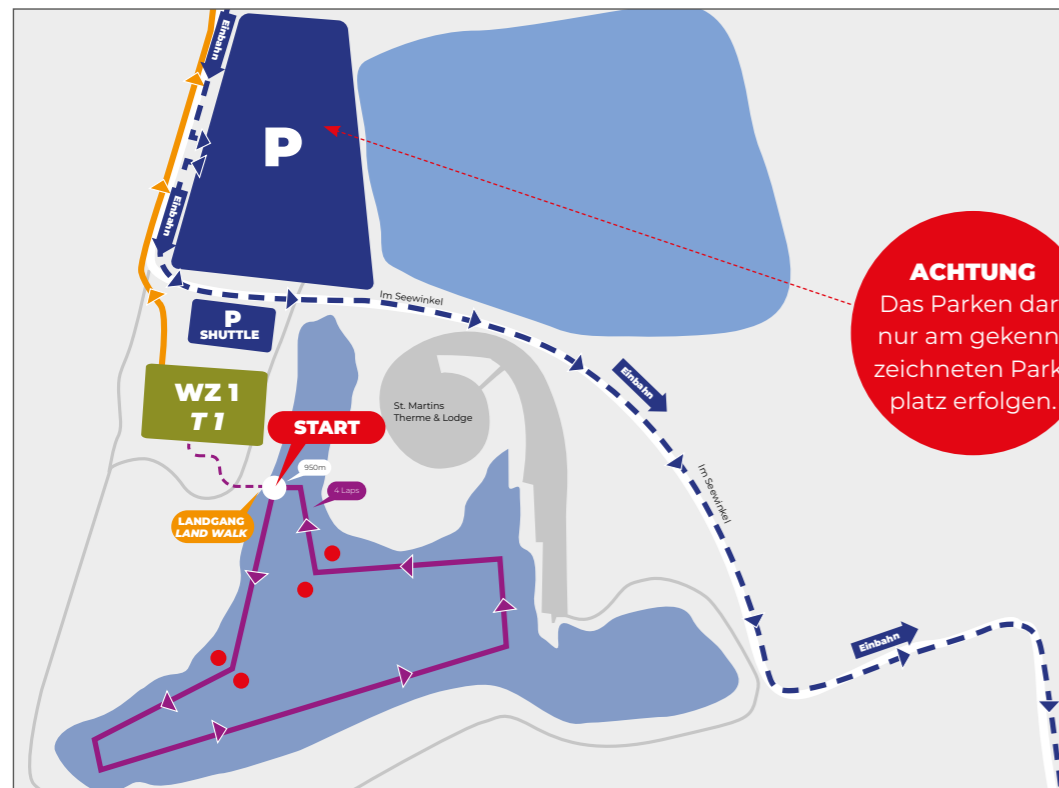 Einbahn
P
Einbahn
Im Seewinkel
P
SHUTTLE
ACHTUNG
Das Parken dar
nur am gekenn
zeichneten Park
platz erfolgen.
Einbahn
WZ 1
T 1
St. Martins
Therme & Lodge
START
950m
4 Laps
Im Seewinkel
LANDGANG
LAND WALK
Einbahn